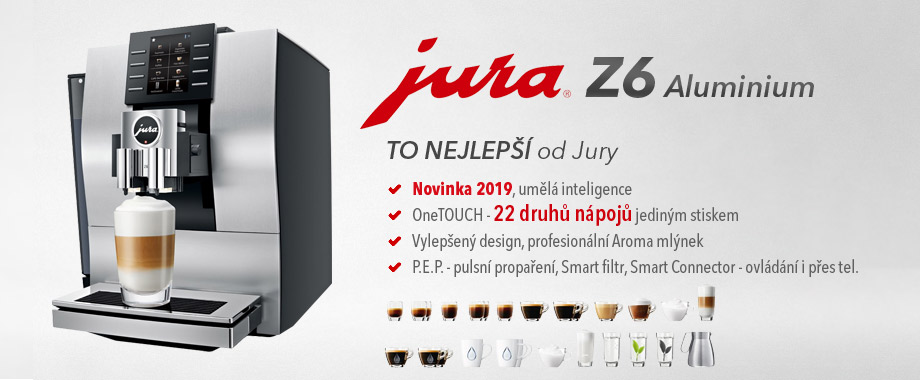 jura® Z6 Aluminium
TO NEJLEPŠÍ od Jury
Novinka 2019, umělá inteligence
OneTOUCH - 22 druhů nápojů jediným stiskem
Vylepšený design, profesionální Aroma mlýnek
P.E.P. - pulsní propaření, Smart filtr, Smart Connector - ovládání i přes tel.
jura